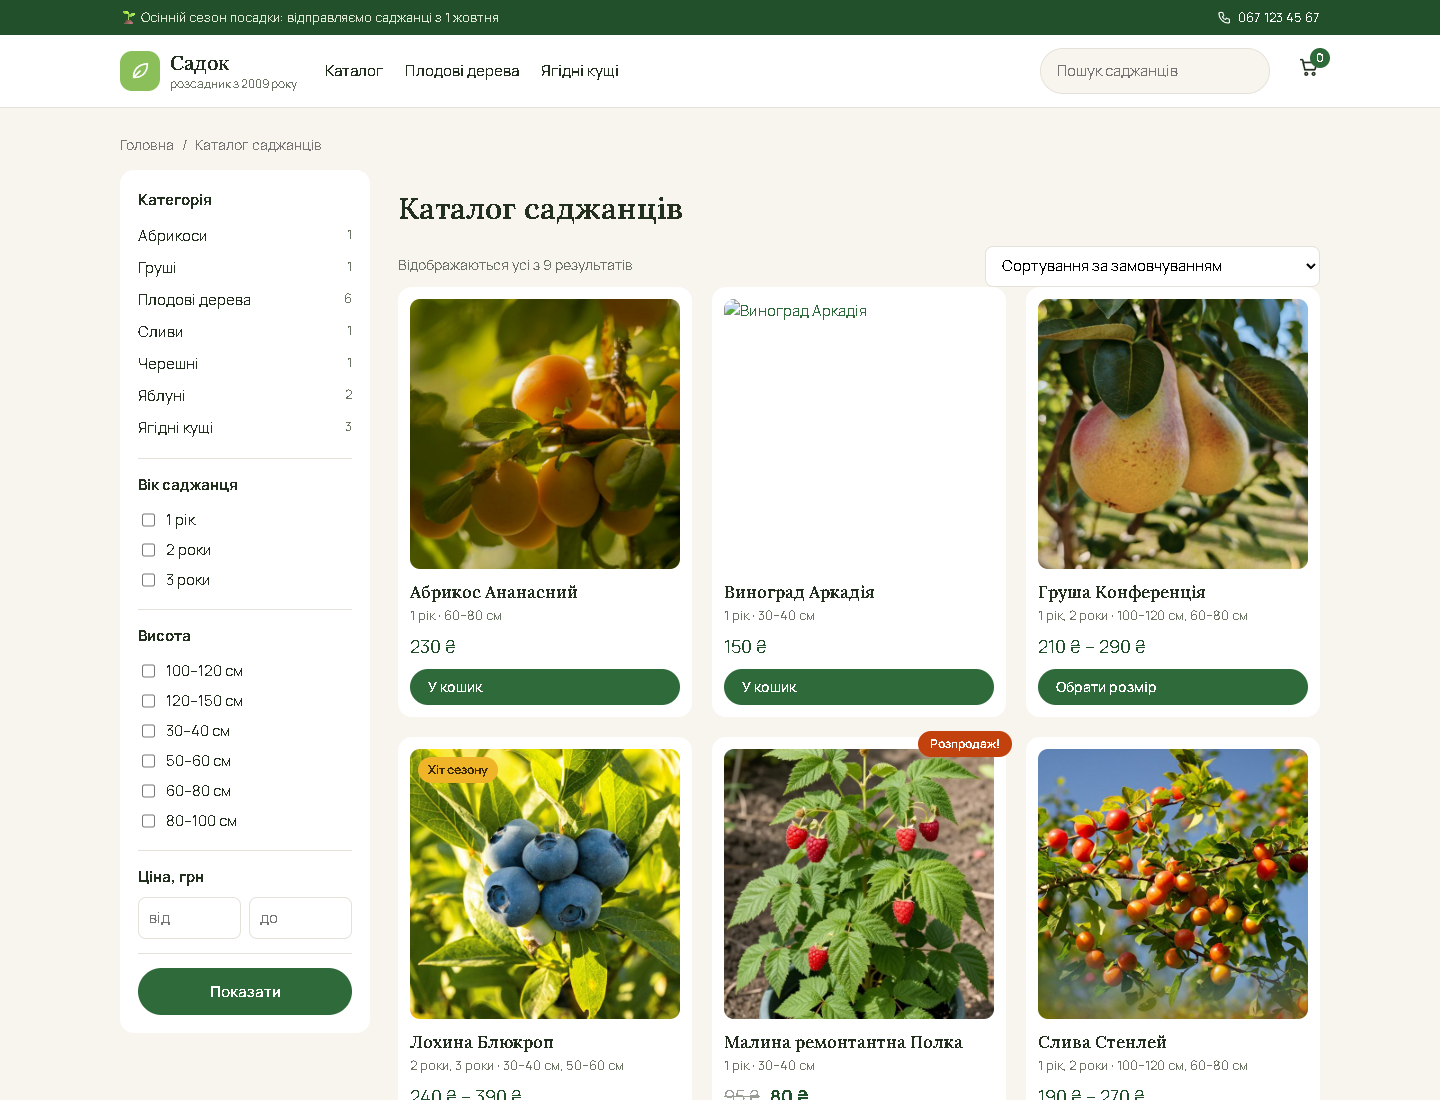 Осінній сезон посадки: відправляємо саджанці з 1 жовтня
067 123 45 67
Садок
розсадник з 2009 року
Каталог
Плодові дерева
Ягідні кущі
Пошук саджанців
0
Головна / Каталог саджанців
Категорія
Абрикоси 1
Груші 1
Плодові дерева 6
Сливи 1
Черешні 1
Яблуні 2
Ягідні кущі 3
Вік саджанця
1 рік
2 роки
3 роки
Висота
100–120 см
120–150 см
30–40 см
50–60 см
60–80 см
80–100 см
Ціна, грн
від
до
Показати
Каталог саджанців
Відображаються усі з 9 результатів
Сортування за замовчуванням
Абрикос Ананасний
1 рік · 60–80 см
230 ₴
У кошик
Виноград Аркадія
Виноград Аркадія
1 рік · 30–40 см
150 ₴
У кошик
Груша Конференція
1 рік, 2 роки · 100–120 см, 60–80 см
210 ₴ – 290 ₴
Обрати розмір
Хіт сезону
Лохина Блюкроп
2 роки, 3 роки · 30–40 см, 50–60 см
240 ₴ – 390 ₴
Розпродаж!
Малина ремонтантна Полка
1 рік · 30–40 см
95 ₴ 80 ₴
Слива Стенлей
1 рік, 2 роки · 100–120 см, 60–80 см
190 ₴ – 270 ₴